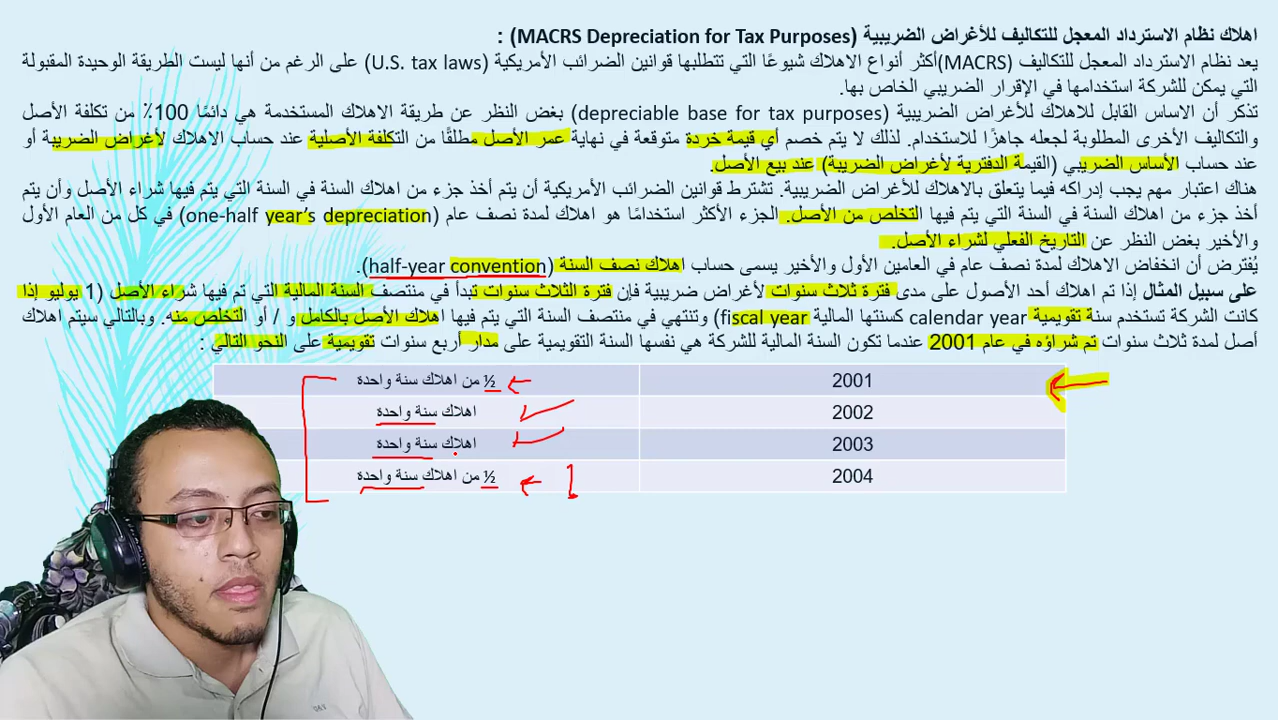 اهلاك نظام الاسترداد المعجل للتكاليف للأغراض الضريبية (MACRS Depreciation for Tax Purposes) :
يعد نظام الاسترداد المعجل للتكاليف (MACRS)أكثر أنواع الاهلاك شيوعًا التي تتطلبها قوانين الضرائب الأمريكية (U.S. tax laws) على الرغم من أنها ليست الطريقة الوحيدة المقبولة
التي يمكن للشركة استخدامها في الإقرار الضريبي الخاص بها.
تذكر أن الاساس القابل للاهلاك للأغراض الضريبية (depreciable base for tax purposes) بغض النظر عن طريقة الاهلاك المستخدمة هي دائمًا 100٪ من تكلفة الأصل
والتكاليف الأخرى المطلوبة لجعله جاهزًا للاستخدام. لذلك لا يتم خصم أي قيمة خردة متوقعة في نهاية عمر الأصل مطلقًا من التكلفة الأصلية عند حساب الاهلاك لأغراض الضريبة أو
عند حساب الأساس الضريبي (القيمة الدفترية لأغراض الضريبة) عند بيع الأصل.
هناك اعتبار مهم يجب إدراكه فيما يتعلق بالاهلاك للأغراض الضريبية. تشترط قوانين الضرائب الأمريكية أن يتم أخذ جزء من اهلاك السنة في السنة التي يتم فيها شراء الأصل وأن يتم
أخذ جزء من اهلاك السنة في السنة التي يتم فيها التخلص من الأصل. الجزء الأكثر استخدامًا هو اهلاك لمدة نصف عام (one-half year’s depreciation) في كل من العام الأول
والأخير بغض النظر عن التاريخ الفعلي لشراء الأصل.
يُفترض أن انخفاض الاهلاك لمدة نصف عام في العامين الأول والأخير يسمى حساب اهلاك نصف السنة (half-year convention).
على سبيل المثال إذا تم اهلاك أحد الأصول على مدى فترة ثلاث سنوات لأغراض ضريبية فإن فترة الثلاث سنوات تبدأ في منتصف السنة المالية التي تم فيها شراء الأصل (1 يوليو إذا
كانت الشركة تستخدم سنة تقويمية calendar year كسنتها المالية fiscal year) وتنتهي في منتصف السنة التي يتم فيها اهلاك الأصل بالكامل و / أو التخلص منه. وبالتالي سيتم اهلاك
أصل لمدة ثلاث سنوات تم شراؤه في عام 2001 عندما تكون السنة المالية للشركة هي نفسها السنة التقويمية على مدار أربع سنوات تقويمية على النحو التالي :
2001 ½ من اهلاك سنة واحدة
2002 اهلاك سنة واحدة
2003 اهلاك سنة واحدة
2004 ½ من اهلاك سنة واحدة